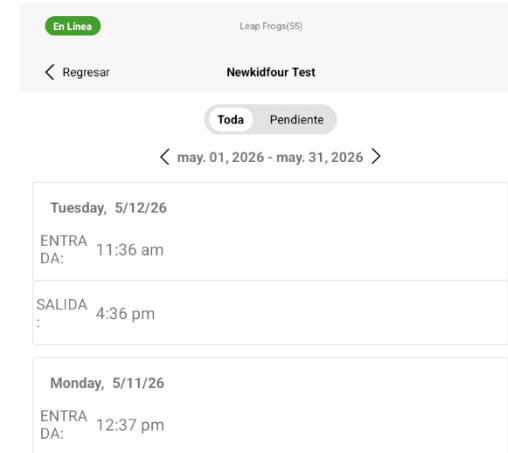 En Línea
Leap Frogs(55)
Regresar
Newkidfour Test
Toda
Pendiente
may. 01, 2026 - may. 31, 2026
Tuesday, 5/12/26
ENTRA
DA:
11:36 am
SALIDA
:
4:36 pm
Monday, 5/11/26
ENTRA
DA:
12:37 pm